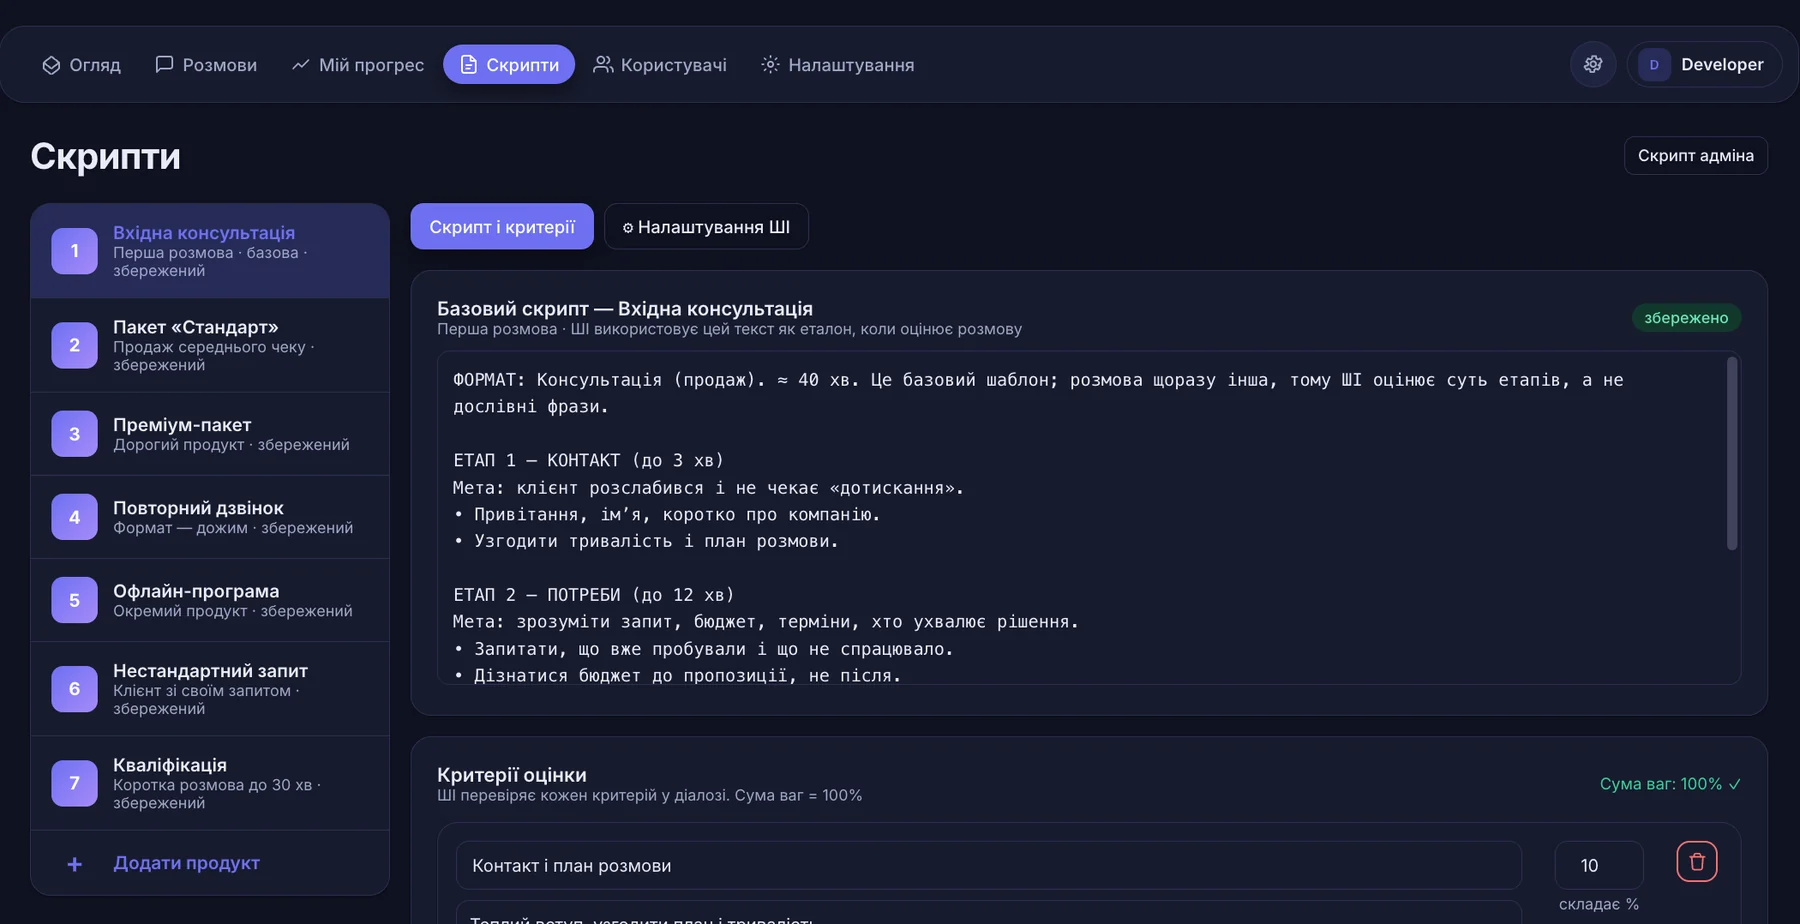 Огляд
Розмови
Мій прогрес
Скрипти
Користувачі
Налаштування
D
Developer
Скрипти
Скрипт адміна
1
Вхідна консультація
Перша розмова · базова ·
збережений
2
Пакет «Стандарт»
Продаж середнього чеку ·
збережений
3
Преміум-пакет
Дорогий продукт · збережений
4
Повторний дзвінок
Формат — дожим · збережений
5
Офлайн-програма
Окремий продукт · збережений
6
Нестандартний запит
Клієнт зі своїм запитом ·
збережений
7
Кваліфікація
Коротка розмова до 30 хв ·
збережений
+ Додати продукт
Скрипт і критерії
Налаштування ШІ
Базовий скрипт — Вхідна консультація
Перша розмова · ШІ використовує цей текст як еталон, коли оцінює розмову
збережено
ФОРМАТ: Консультація (продаж). ≈ 40 хв. Це базовий шаблон; розмова щоразу інша, тому ШІ оцінює суть етапів, а не
дослівні фрази.
ЕТАП 1 — КОНТАКТ (до 3 хв)
Мета: клієнт розслабився і не чекає «дотискання».
• Привітання, ім’я, коротко про компанію.
• Узгодити тривалість і план розмови.
ЕТАП 2 — ПОТРЕБИ (до 12 хв)
Мета: зрозуміти запит, бюджет, терміни, хто ухвалює рішення.
• Запитати, що вже пробували і що не спрацювало.
• Дізнатися бюджет до пропозиції, не після.
Критерії оцінки
ШІ перевіряє кожен критерій у діалозі. Сума ваг = 100%
Сума ваг: 100% ✓
Контакт і план розмови
10
складає %
Теплий вступ, узгодити план і тривалість